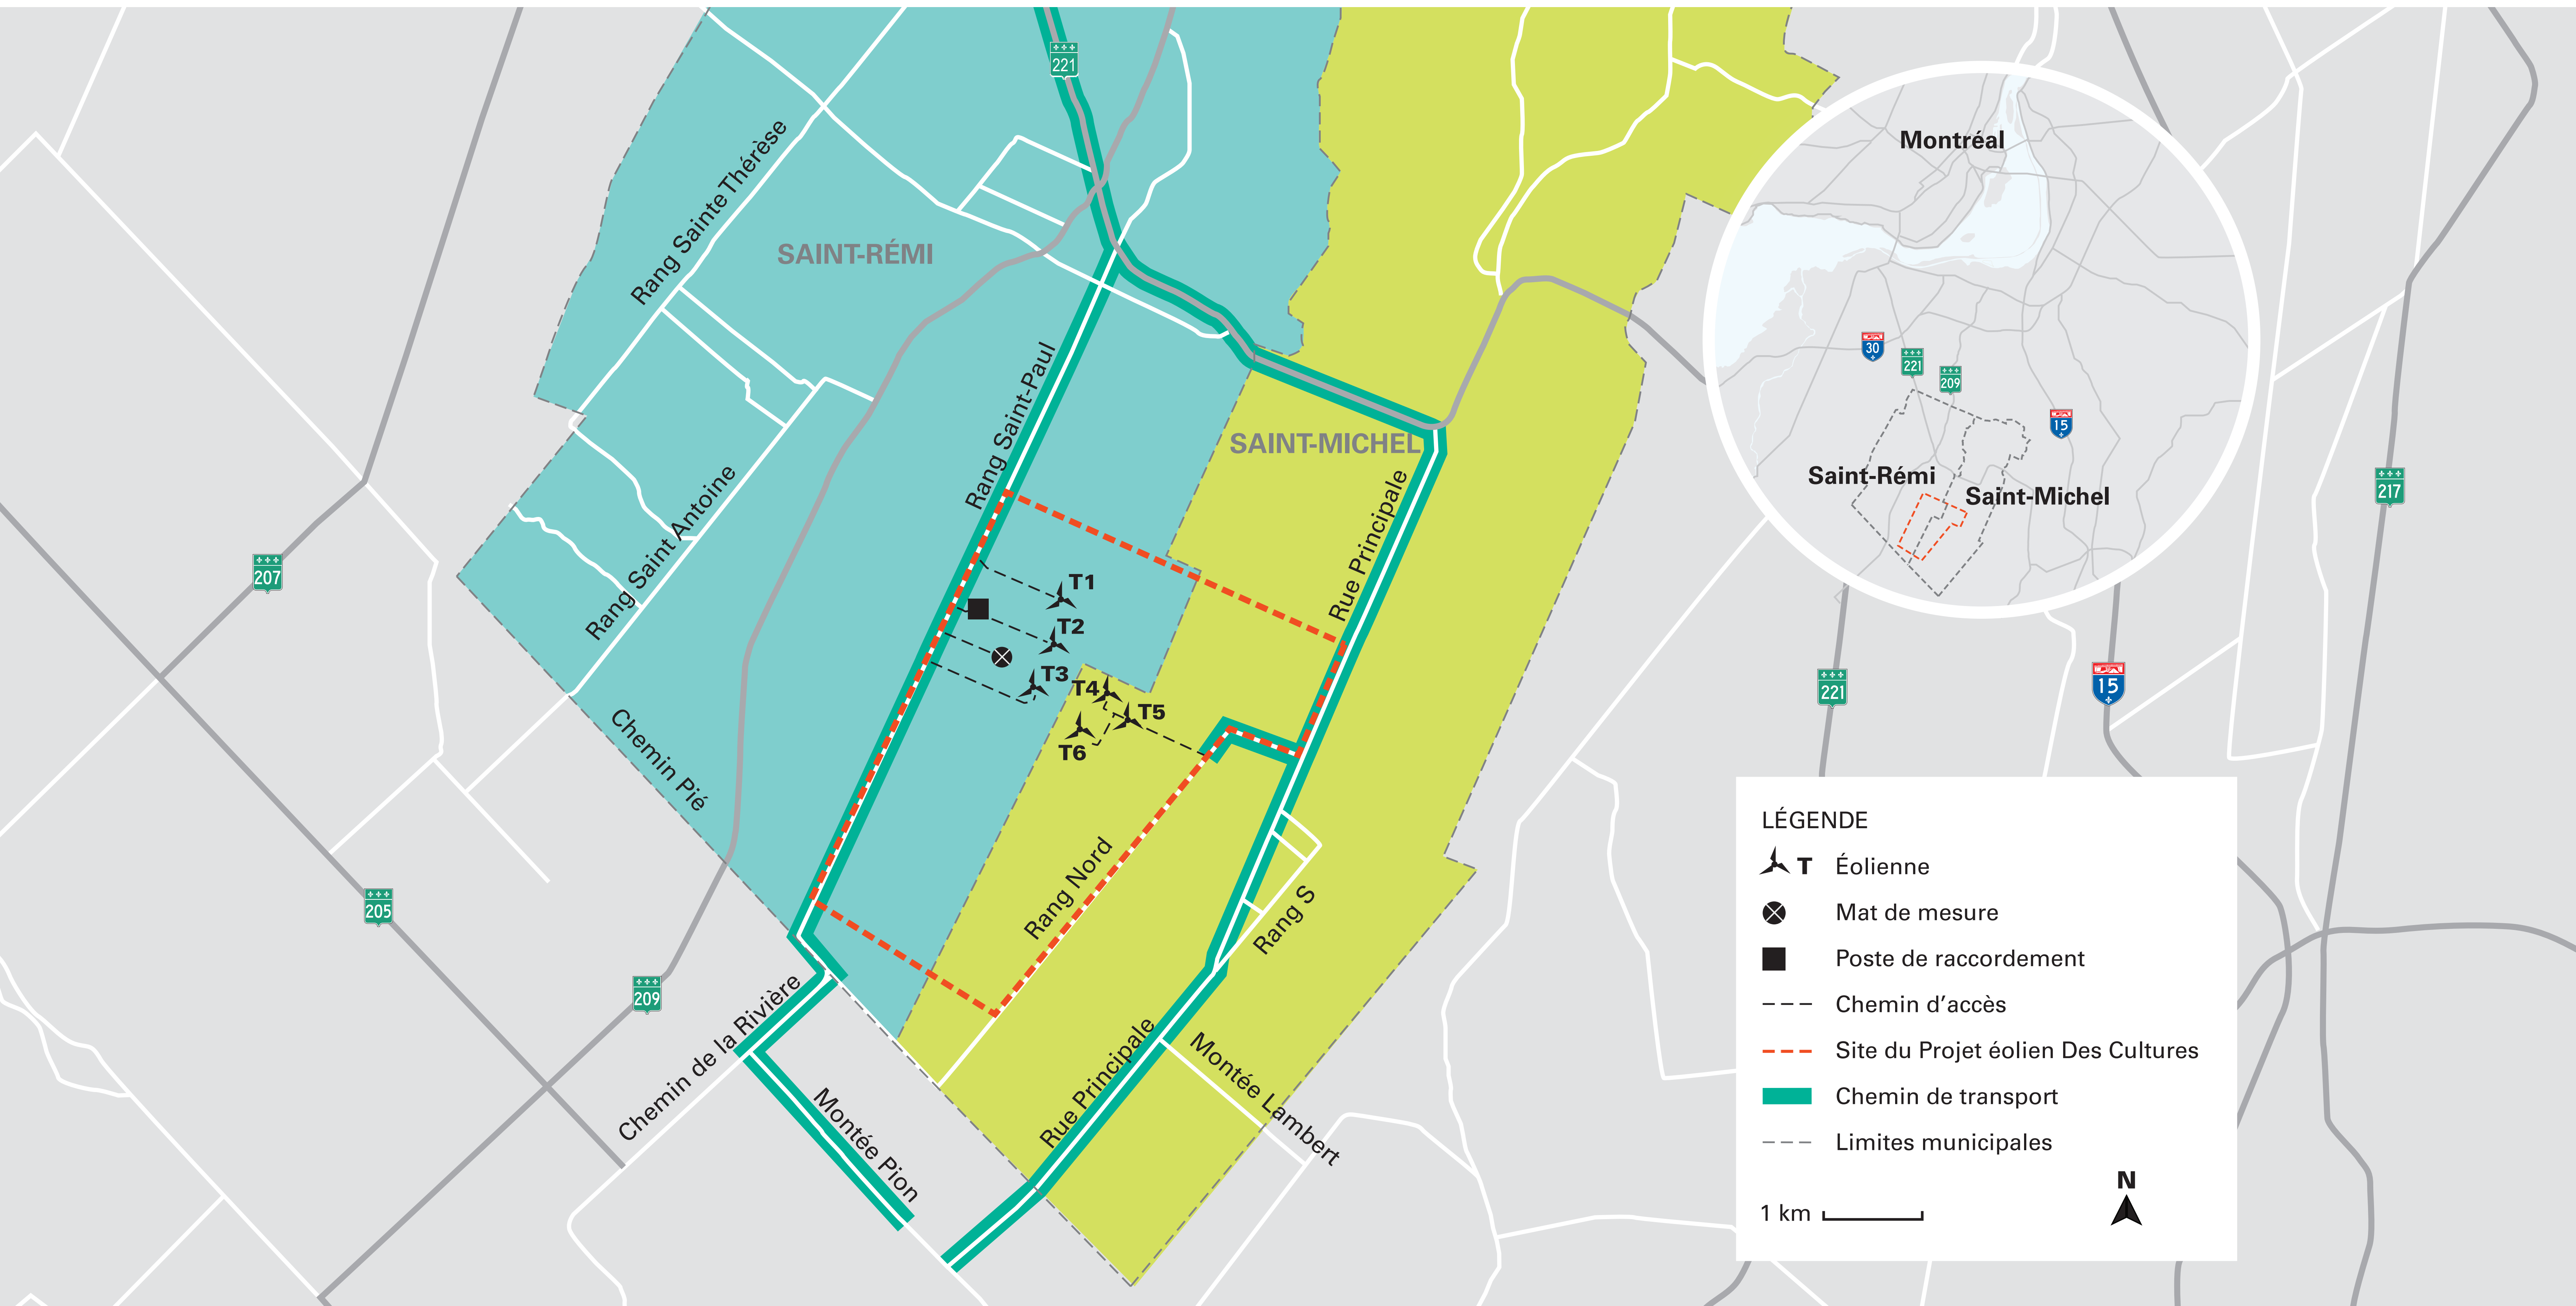 221
Rang Sainte Thérèse
SAINT-RÉMI
Rang Saint-Paul
SAINT-MICHEL
Rue Principale
Rang Saint Antoine
207
T1
T2
T3
T4
T5
T6
Chemin Pié
Rang Nord
Rang S
205
209
Chemin de la Rivière
Montée Pion
Rue Principale
Montée Lambert
Montréal
30
221
209
15
Saint-Rémi
Saint-Michel
217
221
15
LÉGENDE
T Éolienne
Mat de mesure
Poste de raccordement
Chemin d’accès
Site du Projet éolien Des Cultures
Chemin de transport
Limites municipales
N
1 km